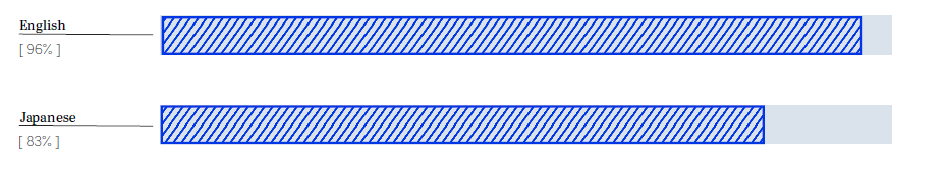 English
[ 96% ]
Japanese
[ 83% ]